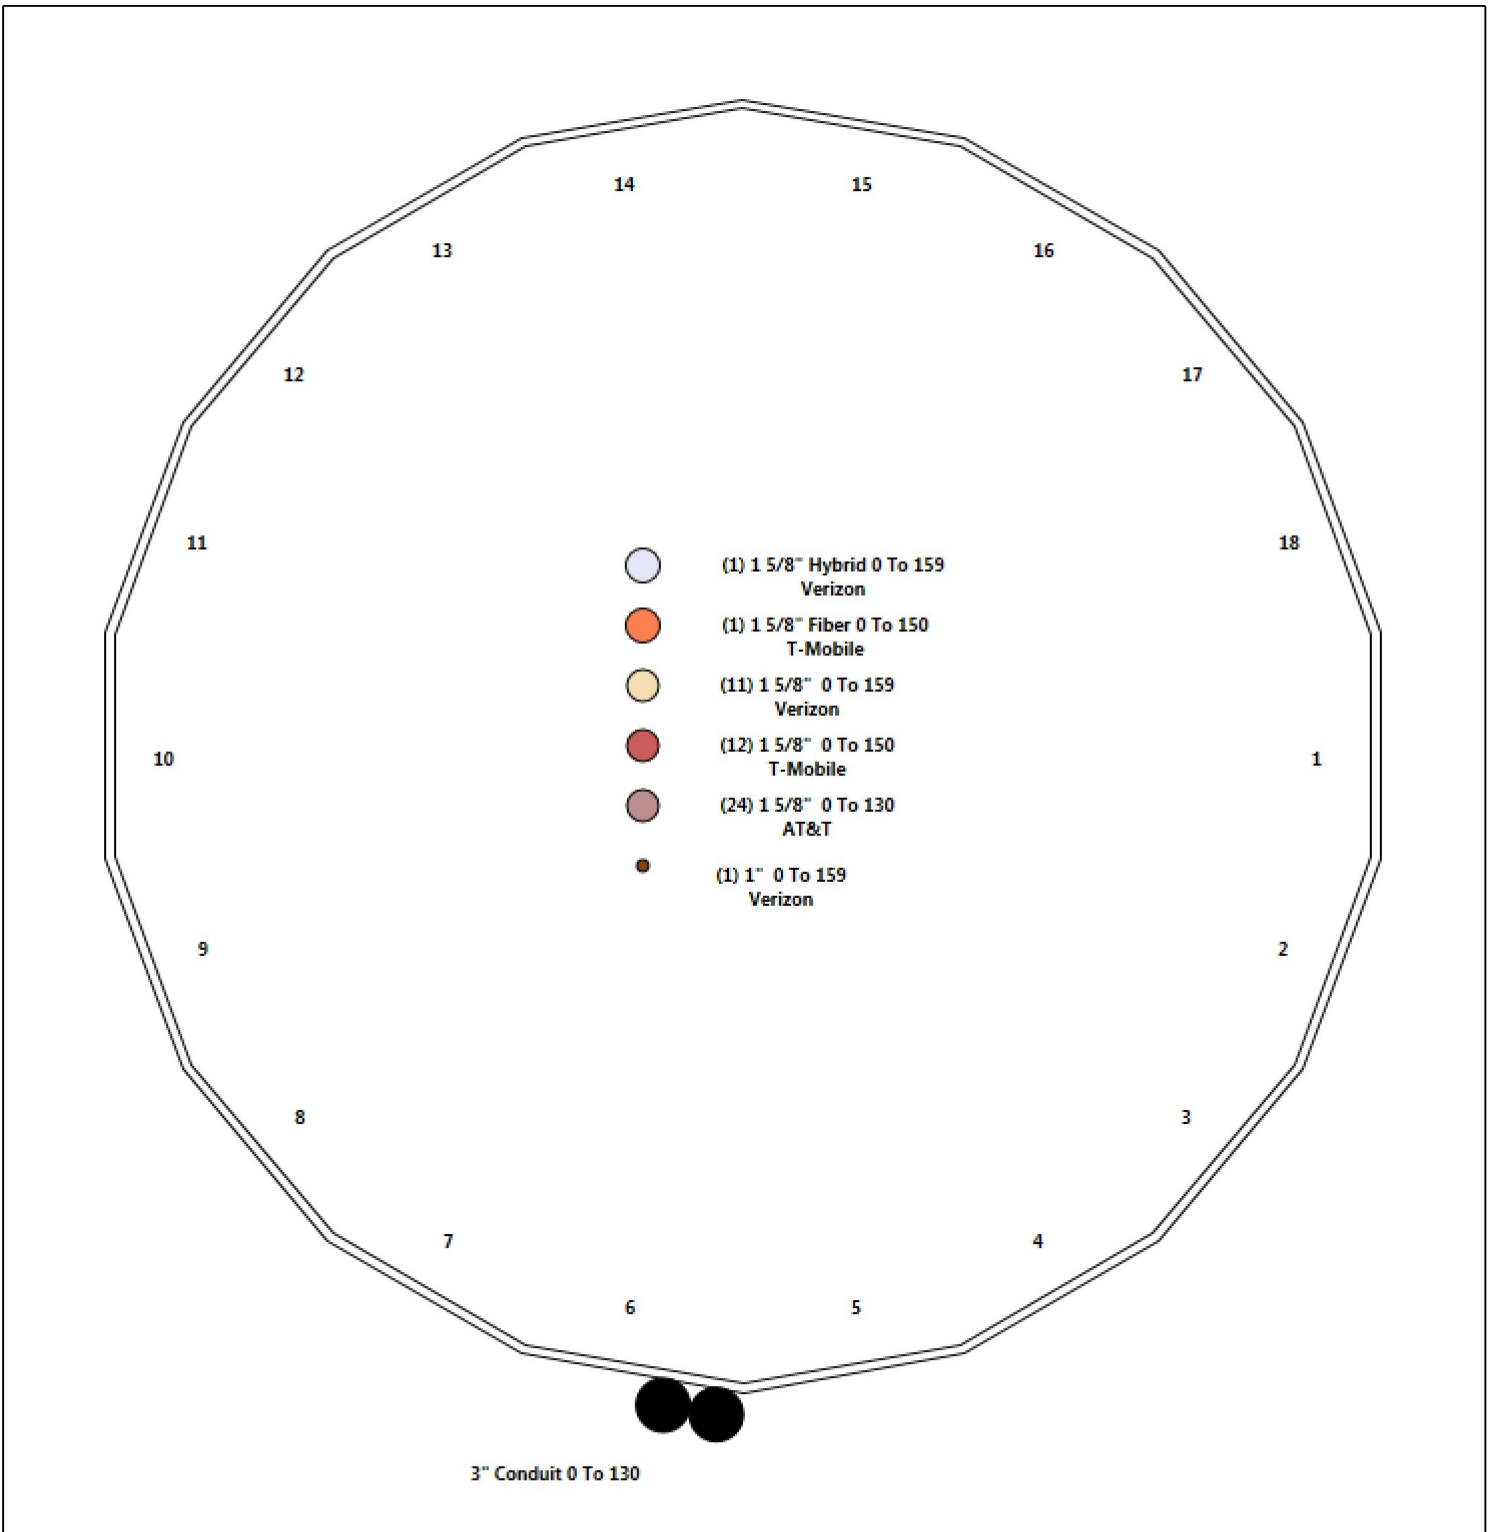 14
15
13
16
12
17
11
18
(1) 1 5/8" Hybrid 0 To 159
Verizon
(1) 1 5/8" Fiber 0 To 150
T-Mobile
(11) 1 5/8"  0 To 159
Verizon
(12) 1 5/8"  0 To 150
T-Mobile
10
1
(24) 1 5/8"  0 To 130
AT&T
(1) 1"  0 To 159
Verizon
9
2
8
3
7
4
6
5
3" Conduit 0 To 130